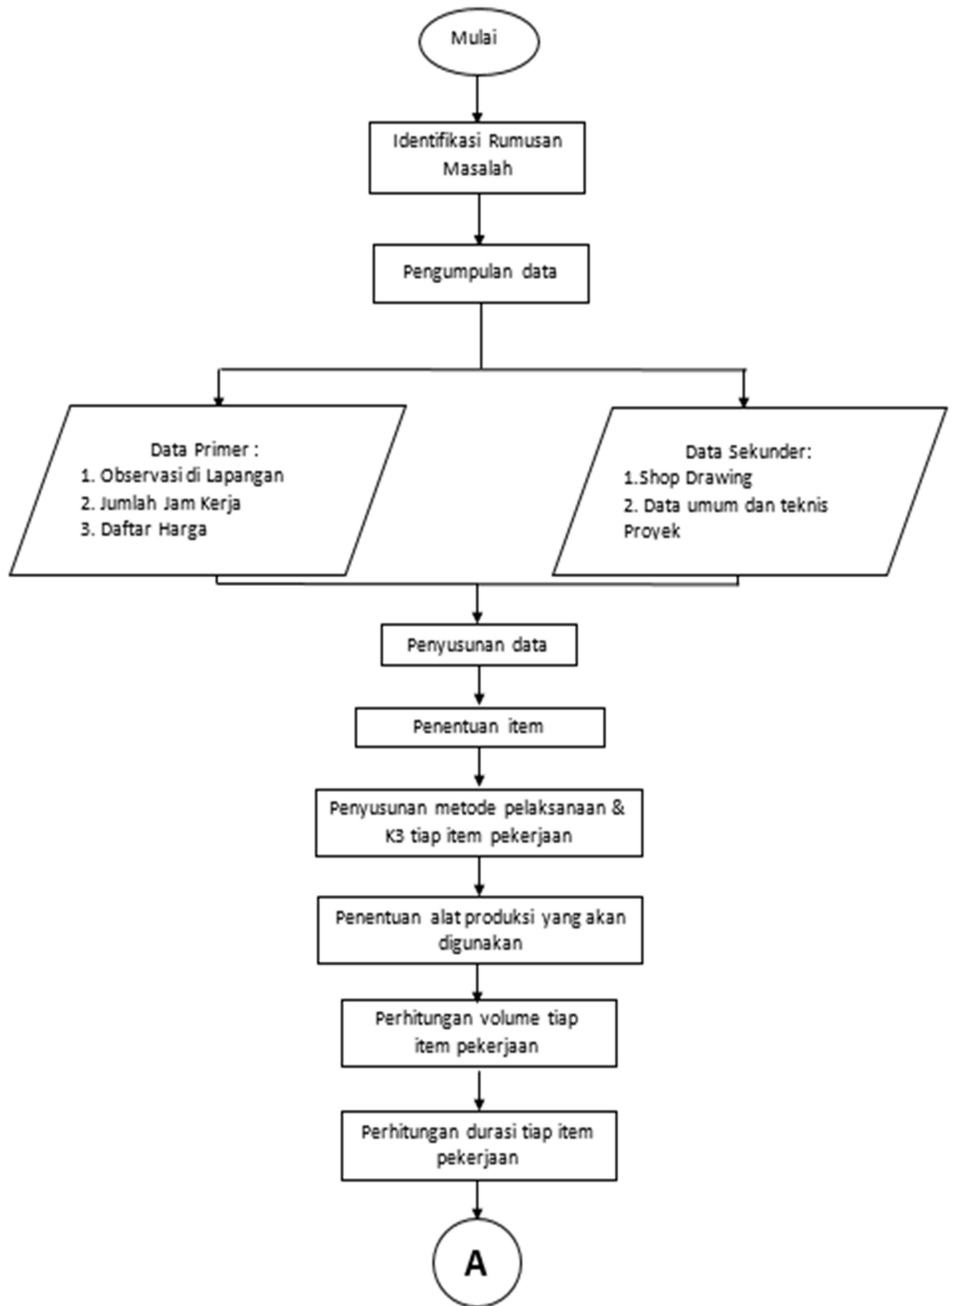 Mulai
Identifikasi Rumusan
Masalah
Pengumpulan data
Data Primer :
1. Observasi di Lapangan
2. Jumlah Jam Kerja
3. Daftar Harga
Data Sekunder:
1.Shop Drawing
2. Data umum dan teknis
Proyek
Penyusunan data
Penentuan item
Penyusunan metode pelaksanaan &
K3 tiap item pekerjaan
Penentuan alat produksi yang akan
digunakan
Perhitungan volume tiap
item pekerjaan
Perhitungan durasi tiap item
pekerjaan
A